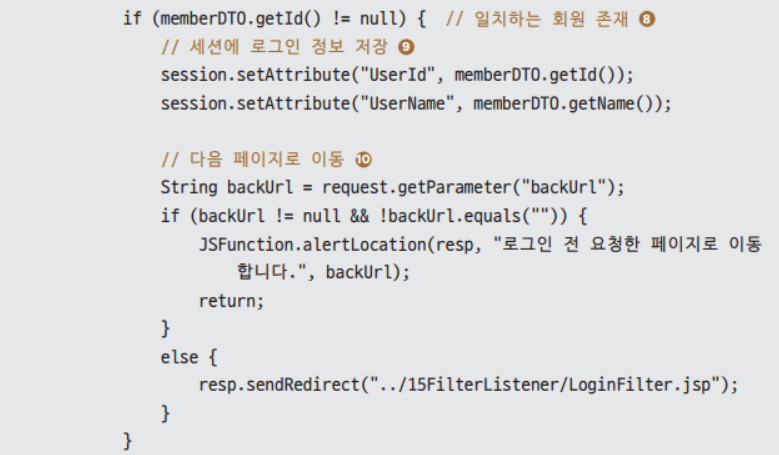 if (memberDTO.getId() != null) {  // 일치하는 회원 존재 ❽
    // 세션에 로그인 정보 저장 ❾
    session.setAttribute("UserId", memberDTO.getId());
    session.setAttribute("UserName", memberDTO.getName());

    // 다음 페이지로 이동 ❿
    String backUrl = request.getParameter("backUrl");
    if (backUrl != null && !backUrl.equals("")) {
        JSFunction.alertLocation(resp, "로그인 전 요청한 페이지로 이동
            합니다.", backUrl);
        return;
    }
    else {
        resp.sendRedirect("../15FilterListener/LoginFilter.jsp");
    }
}